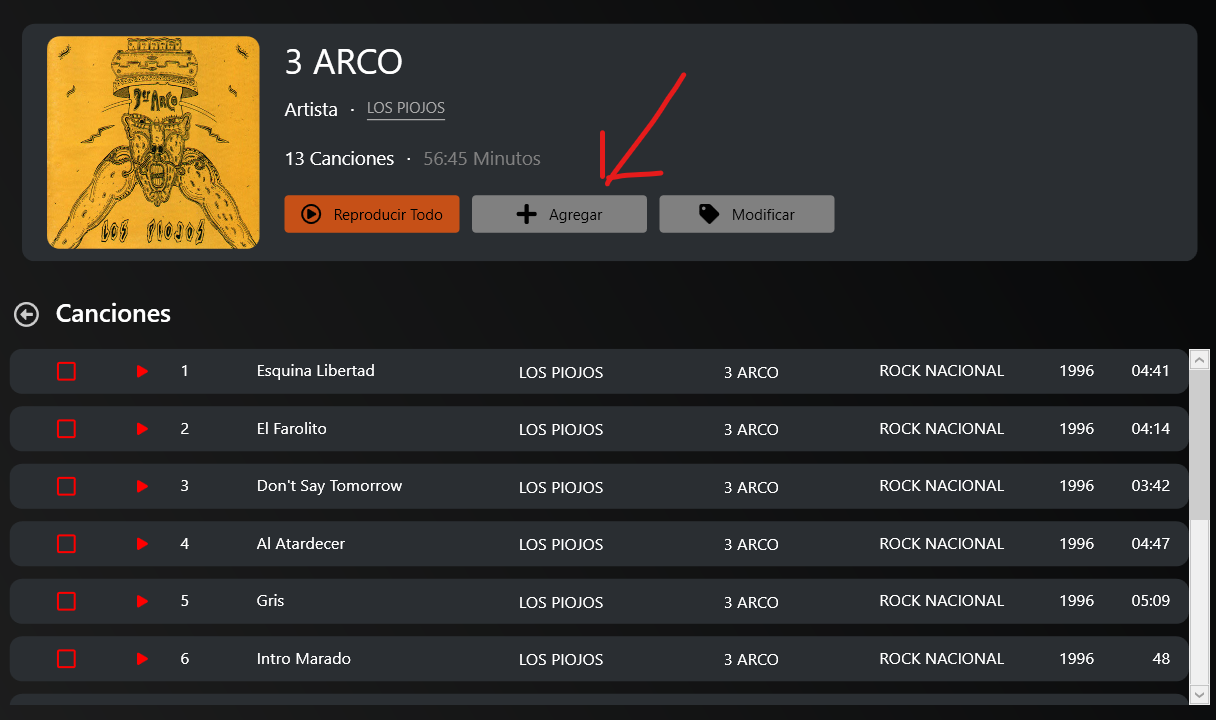 3er ARCO
LOS PIOJOS
3 ARCO
Artista · LOS PIOJOS
13 Canciones · 56:45 Minutos
Reproducir Todo
Agregar
Modificar
Canciones
1 Esquina Libertad LOS PIOJOS 3 ARCO ROCK NACIONAL 1996 04:41
2 El Farolito LOS PIOJOS 3 ARCO ROCK NACIONAL 1996 04:14
3 Don't Say Tomorrow LOS PIOJOS 3 ARCO ROCK NACIONAL 1996 03:42
4 Al Atardecer LOS PIOJOS 3 ARCO ROCK NACIONAL 1996 04:47
5 Gris LOS PIOJOS 3 ARCO ROCK NACIONAL 1996 05:09
6 Intro Marado LOS PIOJOS 3 ARCO ROCK NACIONAL 1996 48